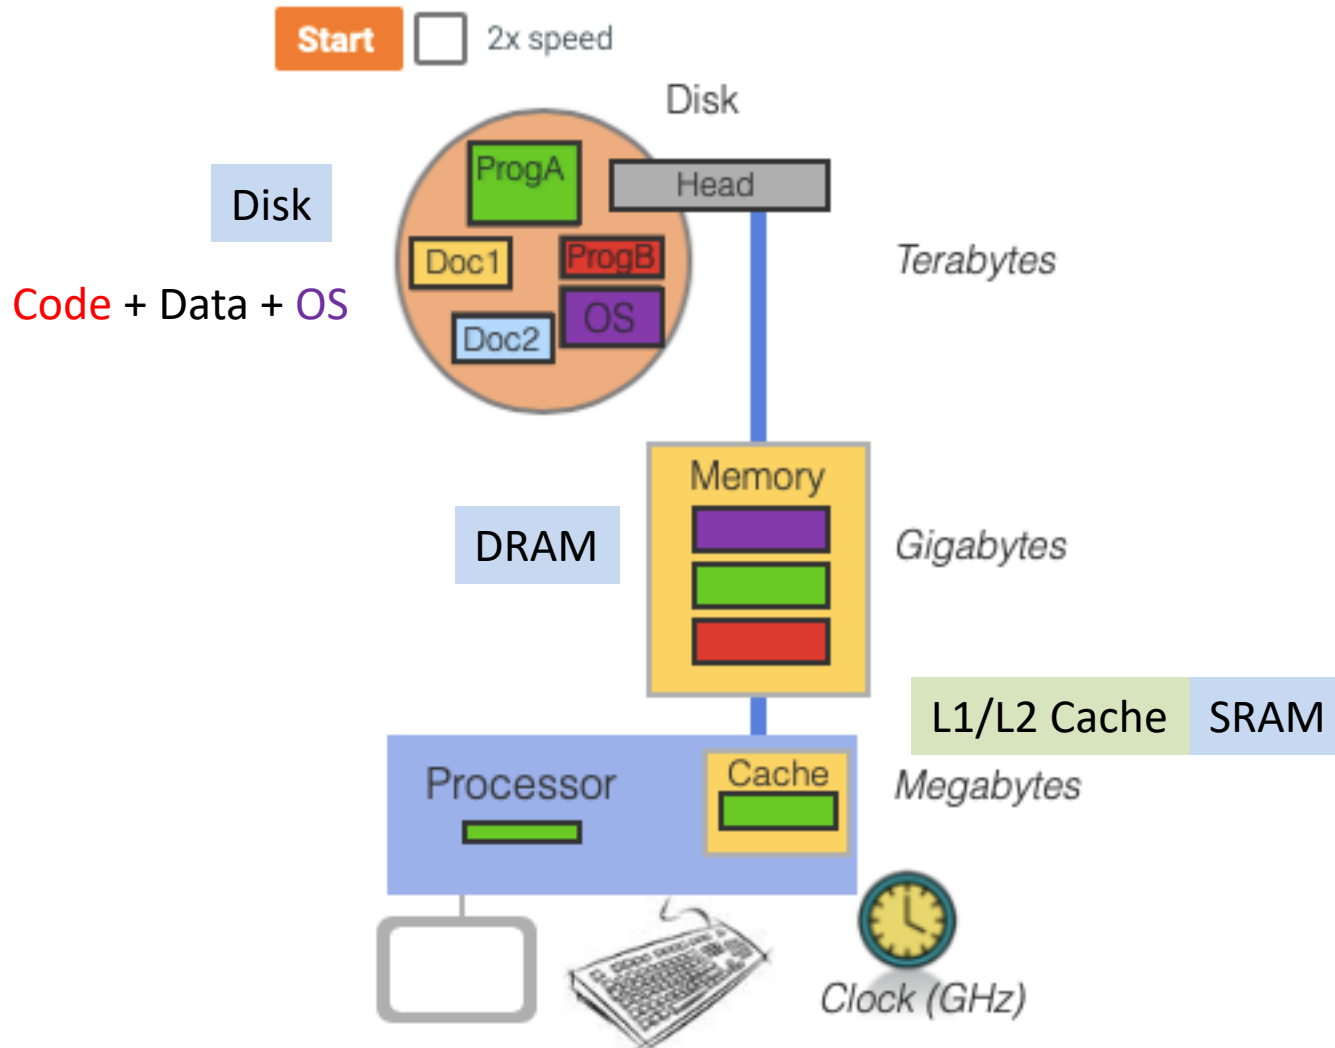 Start 2x speed
Disk
ProgA
Head
Disk
Doc1
ProgB
Terabytes
Code + Data + OS
OS
Doc2
Memory
DRAM
Gigabytes
L1/L2 Cache SRAM
Processor
Cache
Megabytes
Clock (GHz)